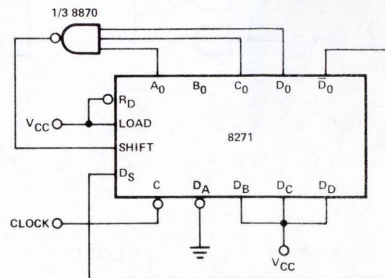 1/3 8870
A0 B0 C0 D0 D̅0
RD
VCC LOAD
8271
SHIFT
DS
C DA DB DC DD
CLOCK
VCC